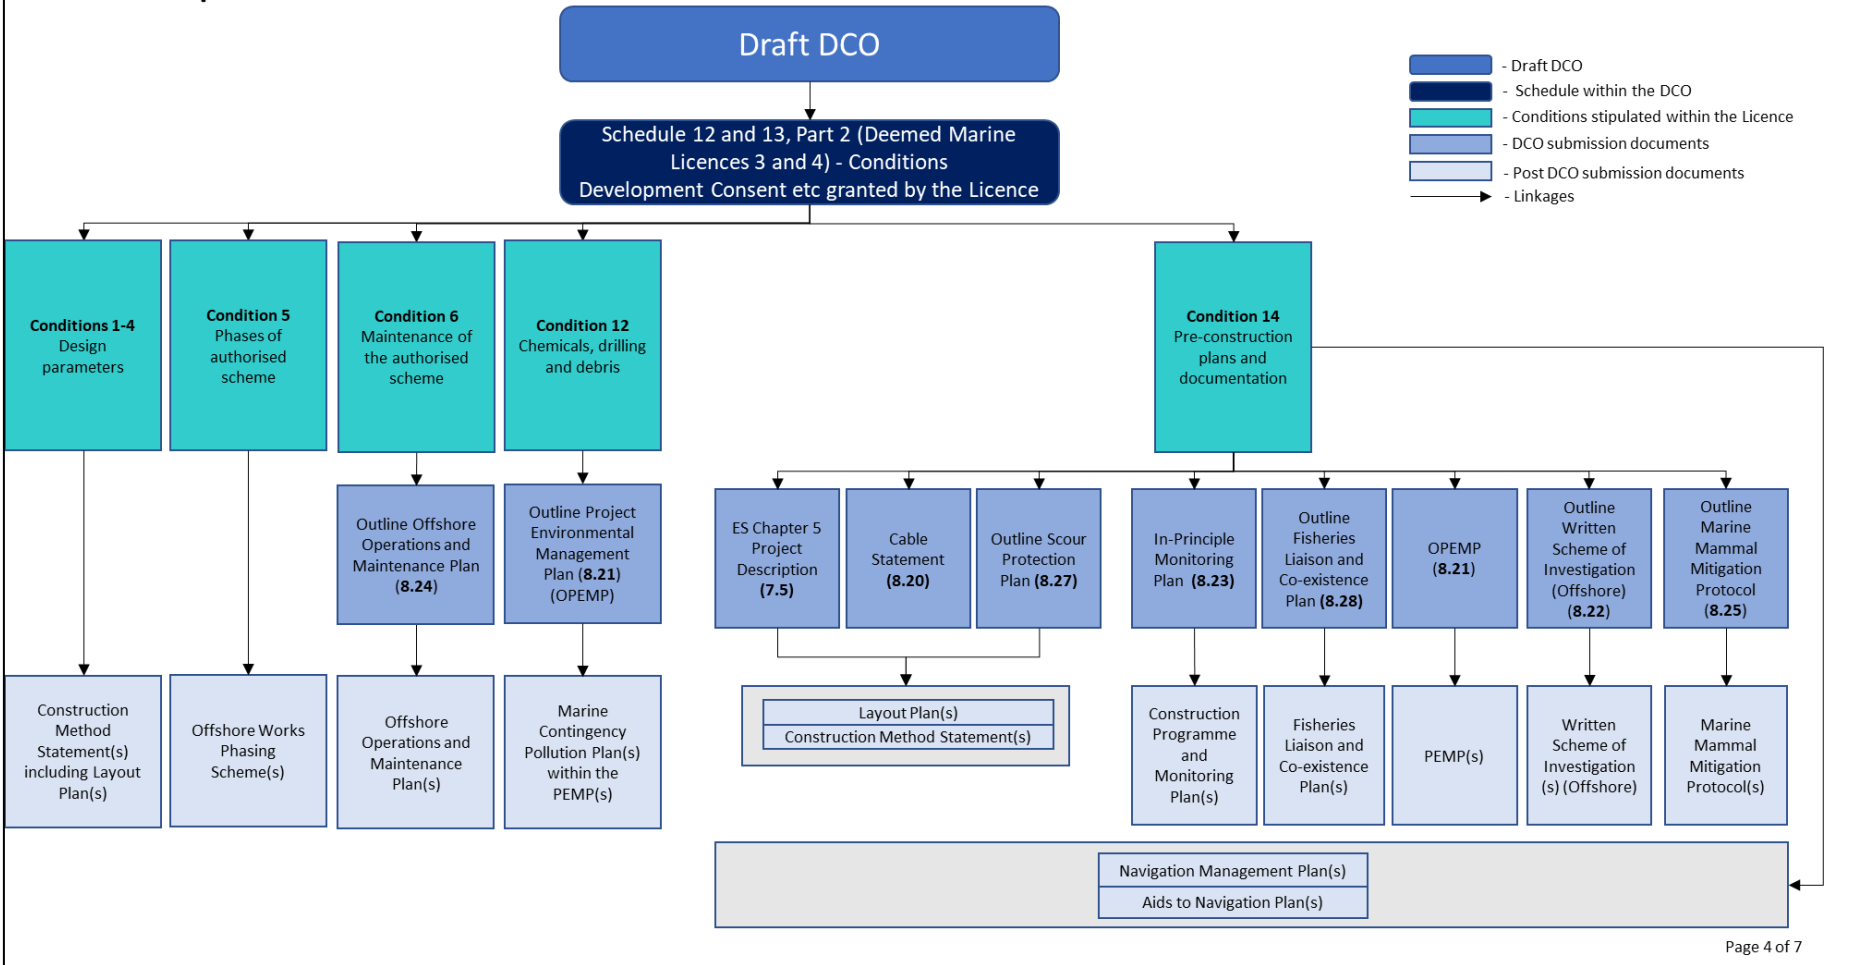 Draft DCO
Schedule 12 and 13, Part 2 (Deemed Marine
Licences 3 and 4) - Conditions
Development Consent etc granted by the Licence
- Draft DCO
- Schedule within the DCO
- Conditions stipulated within the Licence
- DCO submission documents
- Post DCO submission documents
- Linkages
Conditions 1-4
Design
parameters
Condition 5
Phases of
authorised
scheme
Condition 6
Maintenance of
the authorised
scheme
Condition 12
Chemicals, drilling
and debris
Condition 14
Pre-construction
plans and
documentation
Outline Offshore
Operations and
Maintenance Plan
(8.24)
Outline Project
Environmental
Management
Plan (8.21)
(OPEMP)
ES Chapter 5
Project
Description
(7.5)
Cable
Statement
(8.20)
Outline Scour
Protection
Plan (8.27)
In-Principle
Monitoring
Plan (8.23)
Outline
Fisheries
Liaison and
Co-existence
Plan (8.28)
OPEMP
(8.21)
Outline
Written
Scheme of
Investigation
(Offshore)
(8.22)
Outline
Marine
Mammal
Mitigation
Protocol
(8.25)
Construction
Method
Statement(s)
including Layout
Plan(s)
Offshore Works
Phasing
Scheme(s)
Offshore
Operations and
Maintenance
Plan(s)
Marine
Contingency
Pollution Plan(s)
within the
PEMP(s)
Layout Plan(s)
Construction Method Statement(s)
Construction
Programme
and
Monitoring
Plan(s)
Fisheries
Liaison and
Co-existence
Plan(s)
PEMP(s)
Written
Scheme of
Investigation
(s) (Offshore)
Marine
Mammal
Mitigation
Protocol(s)
Navigation Management Plan(s)
Aids to Navigation Plan(s)
Page 4 of 7